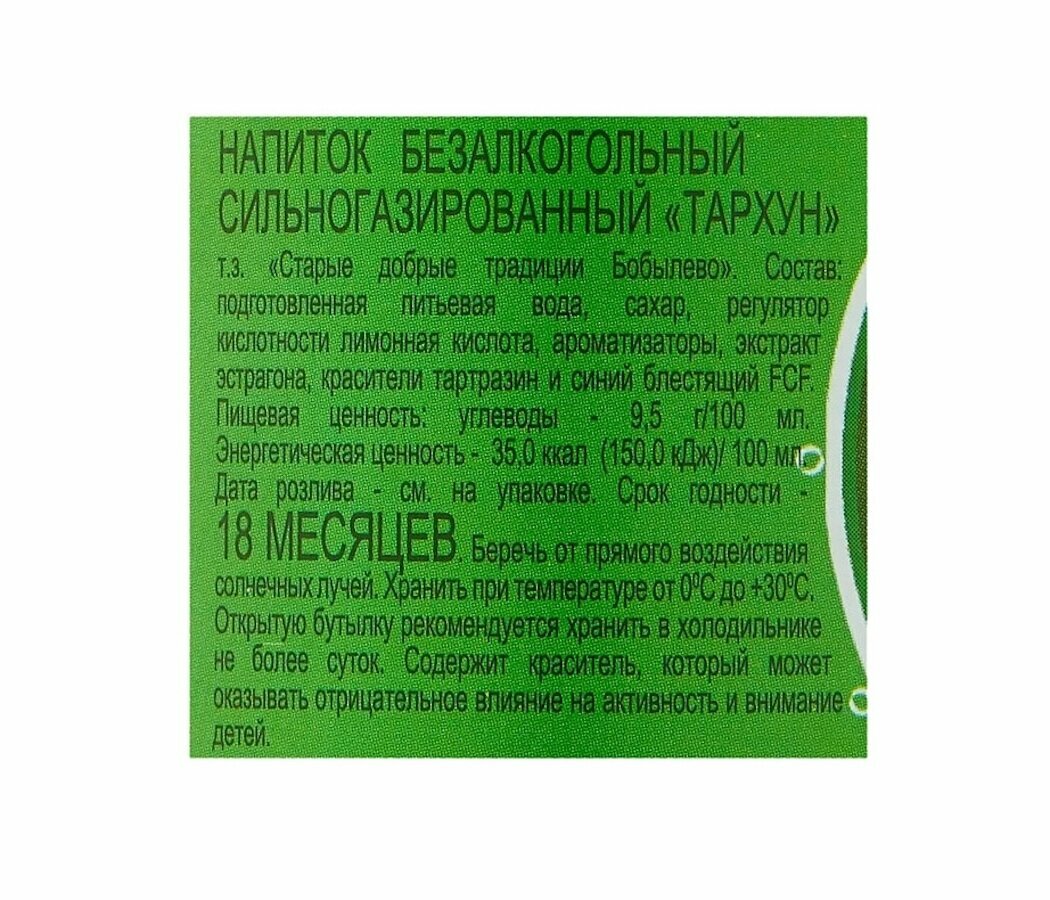 НАПИТОК БЕЗАЛКОГОЛЬНЫЙ
СИЛЬНОГАЗИРОВАННЫЙ «ТАРХУН»
т.з. «Старые добрые традиции Бобылево». Состав:
подготовленная питьевая вода, сахар, регулятор
кислотности лимонная кислота, ароматизаторы, экстракт
эстрагона, красители тартразин и синий блестящий FCF.
Пищевая ценность: углеводы - 9,5 г/100 мл.
Энергетическая ценность - 35,0 ккал (150,0 кДж)/ 100 мл.
Дата розлива - см. на упаковке. Срок годности -
18 МЕСЯЦЕВ. Беречь от прямого воздействия
солнечных лучей. Хранить при температуре от 0⁰С до +30⁰С.
Открытую бутылку рекомендуется хранить в холодильнике
не более суток. Содержит краситель, который может
оказывать отрицательное влияние на активность и внимание
детей.